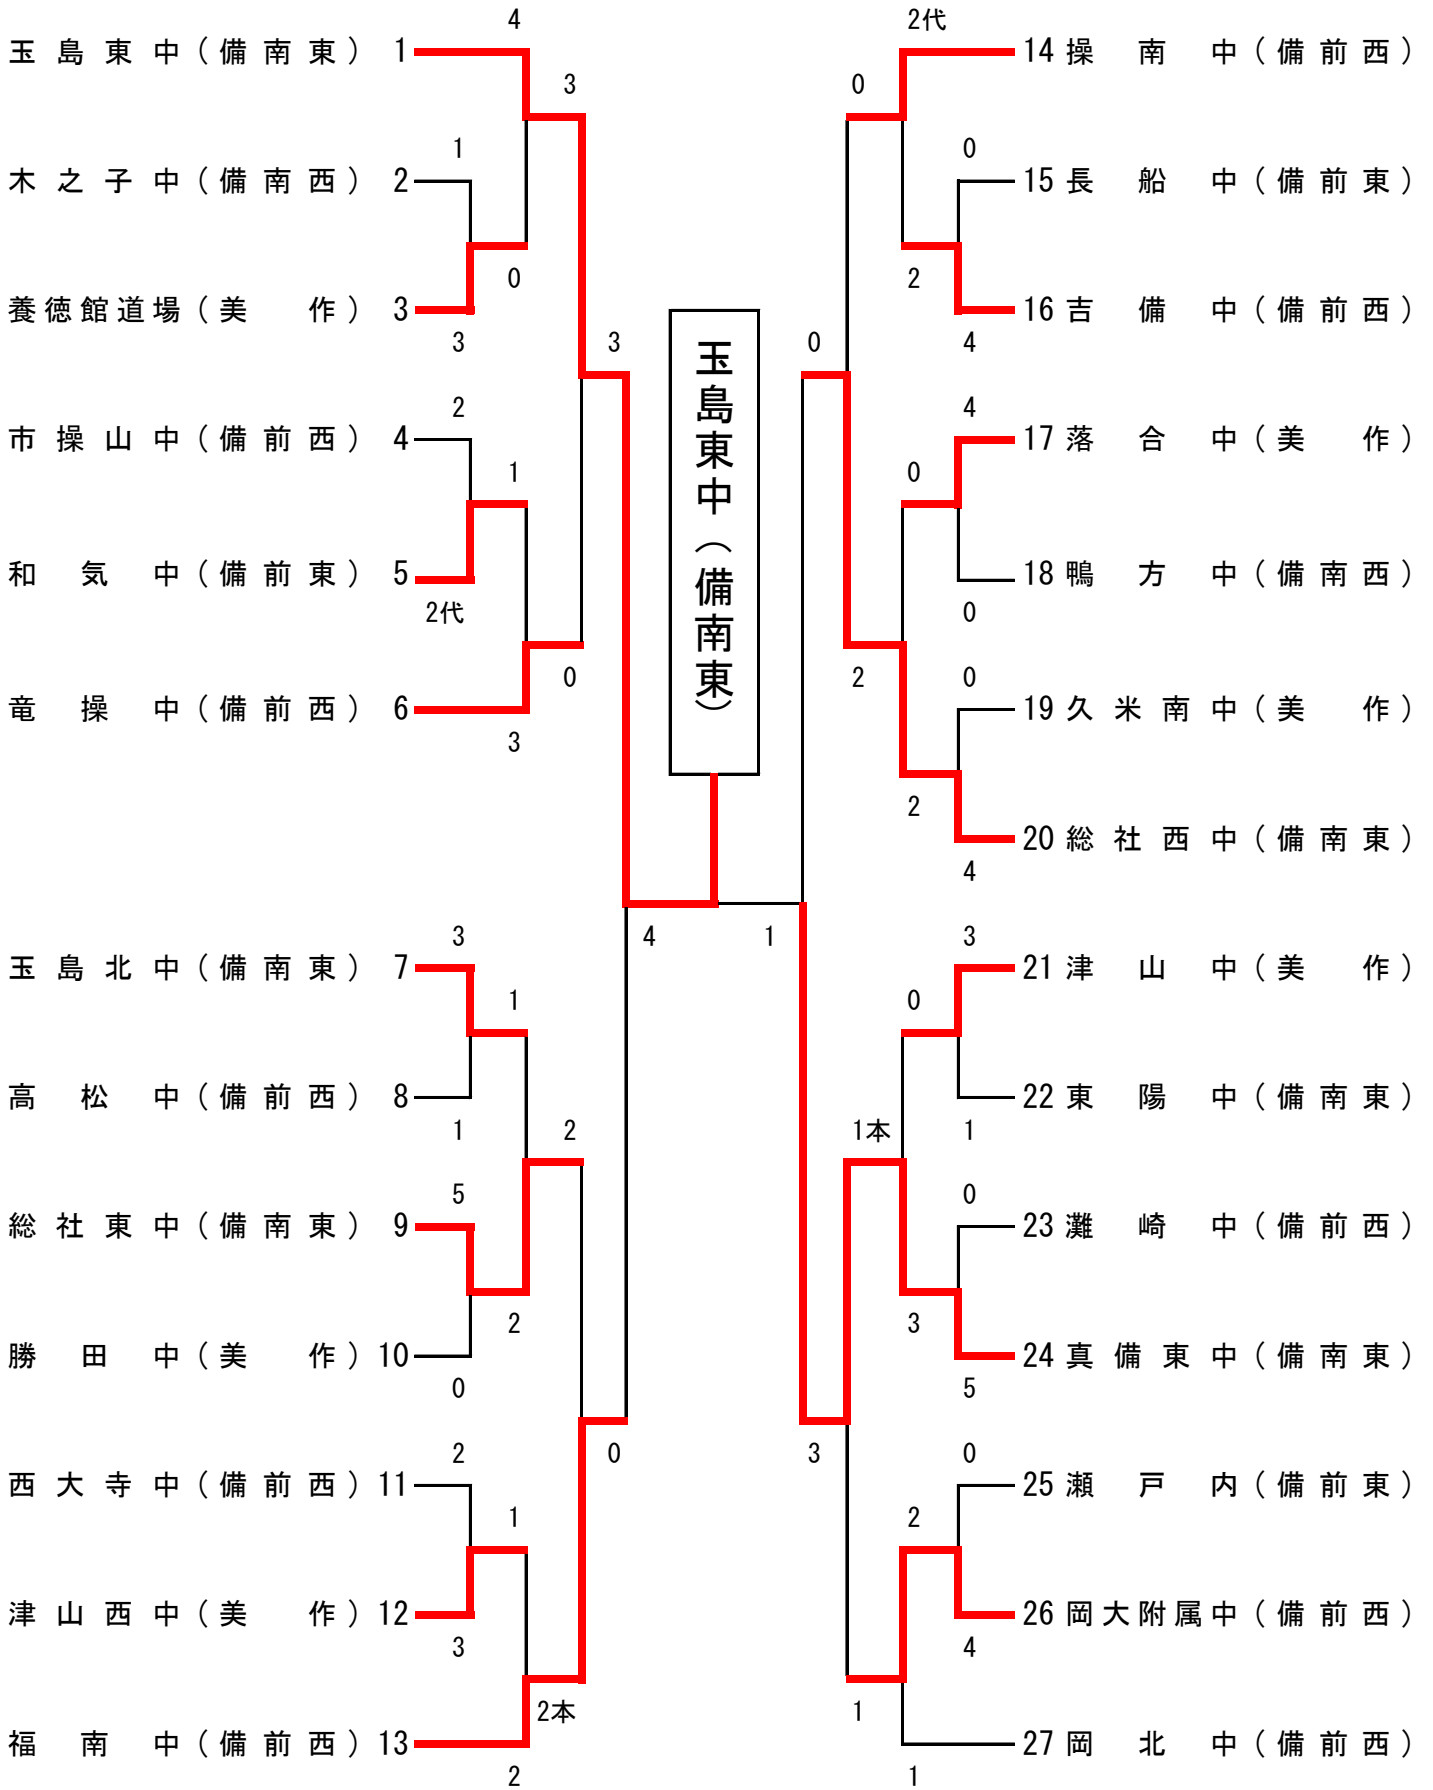 4
玉島東中（備南東） 1
3
1
木之子中（備南西） 2
0
養徳館道場（美　作） 3
3
3
2
市操山中（備前西） 4
1
和気中（備前東） 5
2代
0
竜操中（備前西） 6
3
4
3
玉島北中（備南東） 7
1
高松中（備前西） 8
1
2
5
総社東中（備南東） 9
2
勝田中（美　作） 10
0
2
0
西大寺中（備前西） 11
1
津山西中（美　作） 12
3
2本
福南中（備前西） 13
2
玉島東中（備南東）
2代
14 操南中（備前西）
0
0
15 長船中（備前東）
2
16 吉備中（備前西）
4
0
4
17 落合中（美　作）
0
18 鴨方中（備南西）
0
0
2
19 久米南中（美　作）
2
20 総社西中（備南東）
4
1
3
21 津山中（美　作）
0
22 東陽中（備南東）
1
1本
0
23 灘崎中（備前西）
3
24 真備東中（備南東）
5
3
0
25 瀬戸内（備前東）
2
26 岡大附属中（備前西）
4
1
27 岡北中（備前西）
1